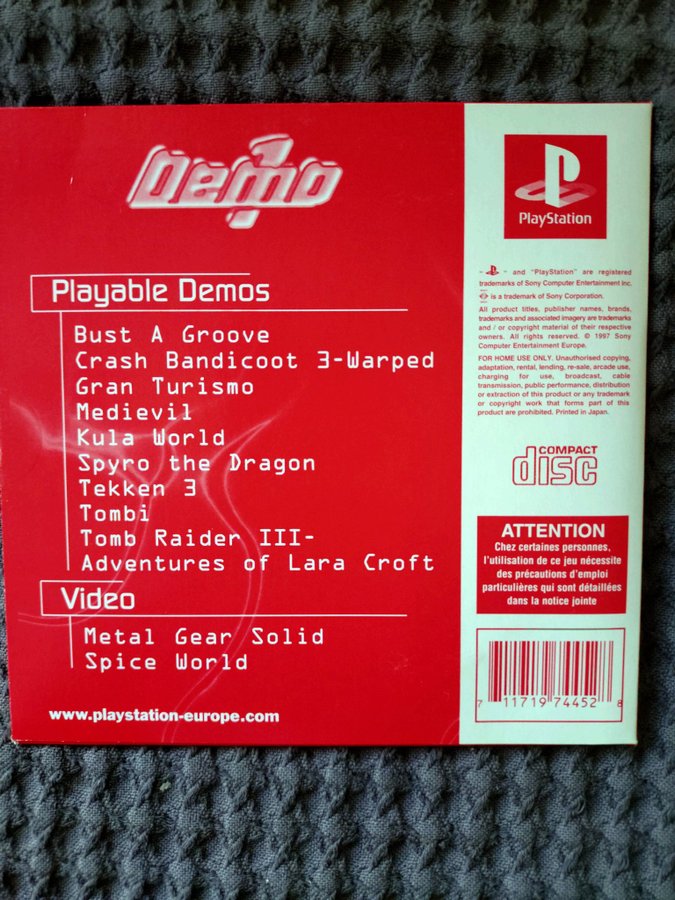 Demo 1
Playable Demos
Bust A Groove
Crash Bandicoot 3-Warped
Gran Turismo
Medievil
Kula World
Spyro the Dragon
Tekken 3
Tombi
Tomb Raider III-
Adventures of Lara Croft
Video
Metal Gear Solid
Spice World
www.playstation-europe.com
PlayStation
" and "PlayStation" are registered
trademarks of Sony Computer Entertainment Inc.
is a trademark of Sony Corporation.
All product titles, publisher names, brands,
trademarks and associated imagery are trademarks
and / or copyright material of their respective
owners. All rights reserved. © 1997 Sony
Computer Entertainment Europe.
FOR HOME USE ONLY. Unauthorised copying,
adaptation, rental, lending, re-sale, arcade use,
charging for use, broadcast, cable
transmission, public performance, distribution
or extraction of this product or any trademark
or copyright work that forms part of this
product are prohibited. Printed in Japan.
COMPACT
disc
ATTENTION
Chez certaines personnes,
l'utilisation de ce jeu nécessite
des précautions d'emploi
particulières qui sont détaillées
dans la notice jointe
7 11719 74452 8